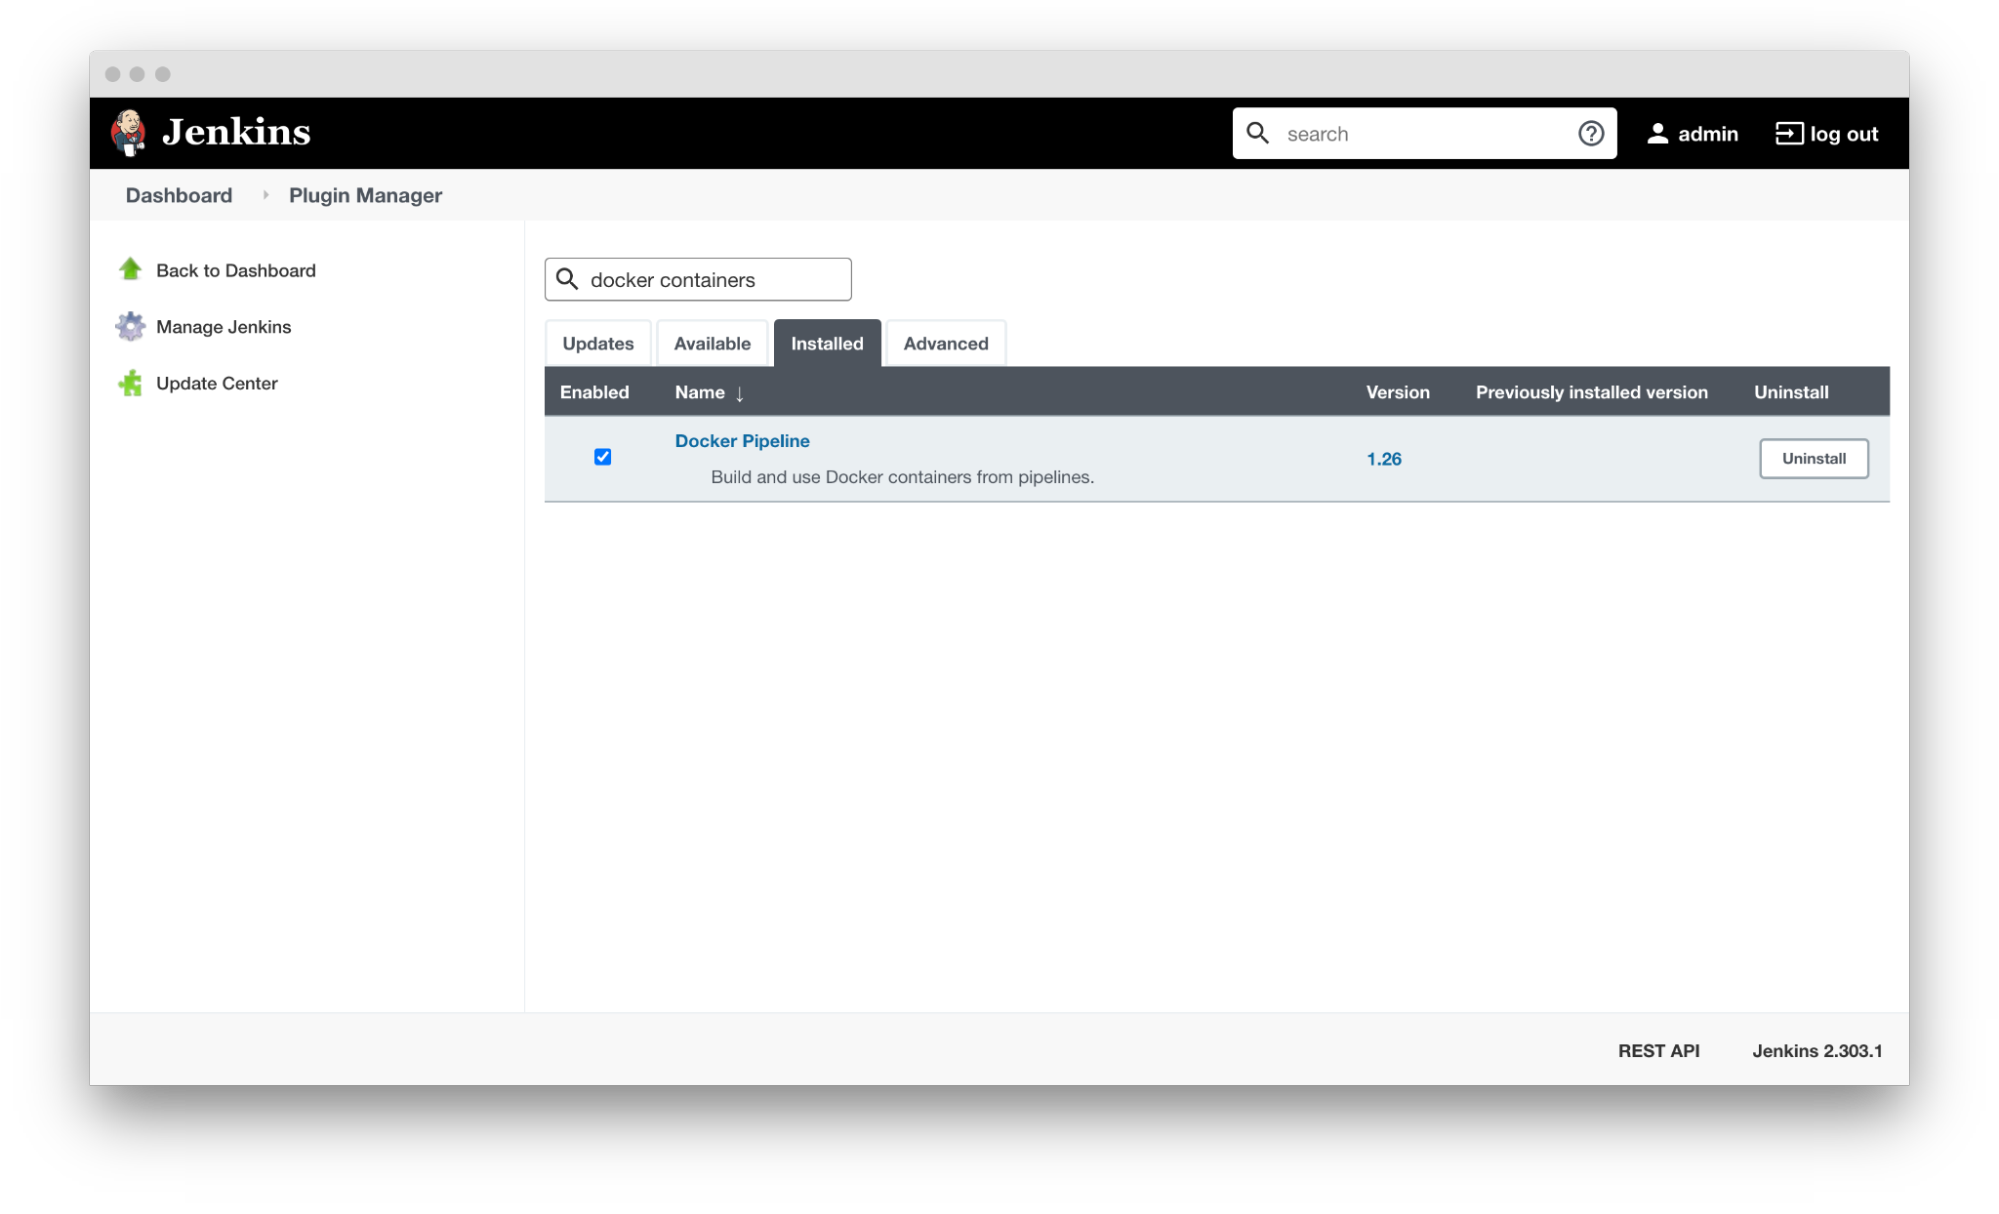 Jenkins
search
admin
log out
Dashboard
Plugin Manager
Back to Dashboard
Manage Jenkins
Update Center
docker containers
Updates
Available
Installed
Advanced
Enabled
Name ↓
Version
Previously installed version
Uninstall
Docker Pipeline
Build and use Docker containers from pipelines.
1.26
Uninstall
REST API
Jenkins 2.303.1